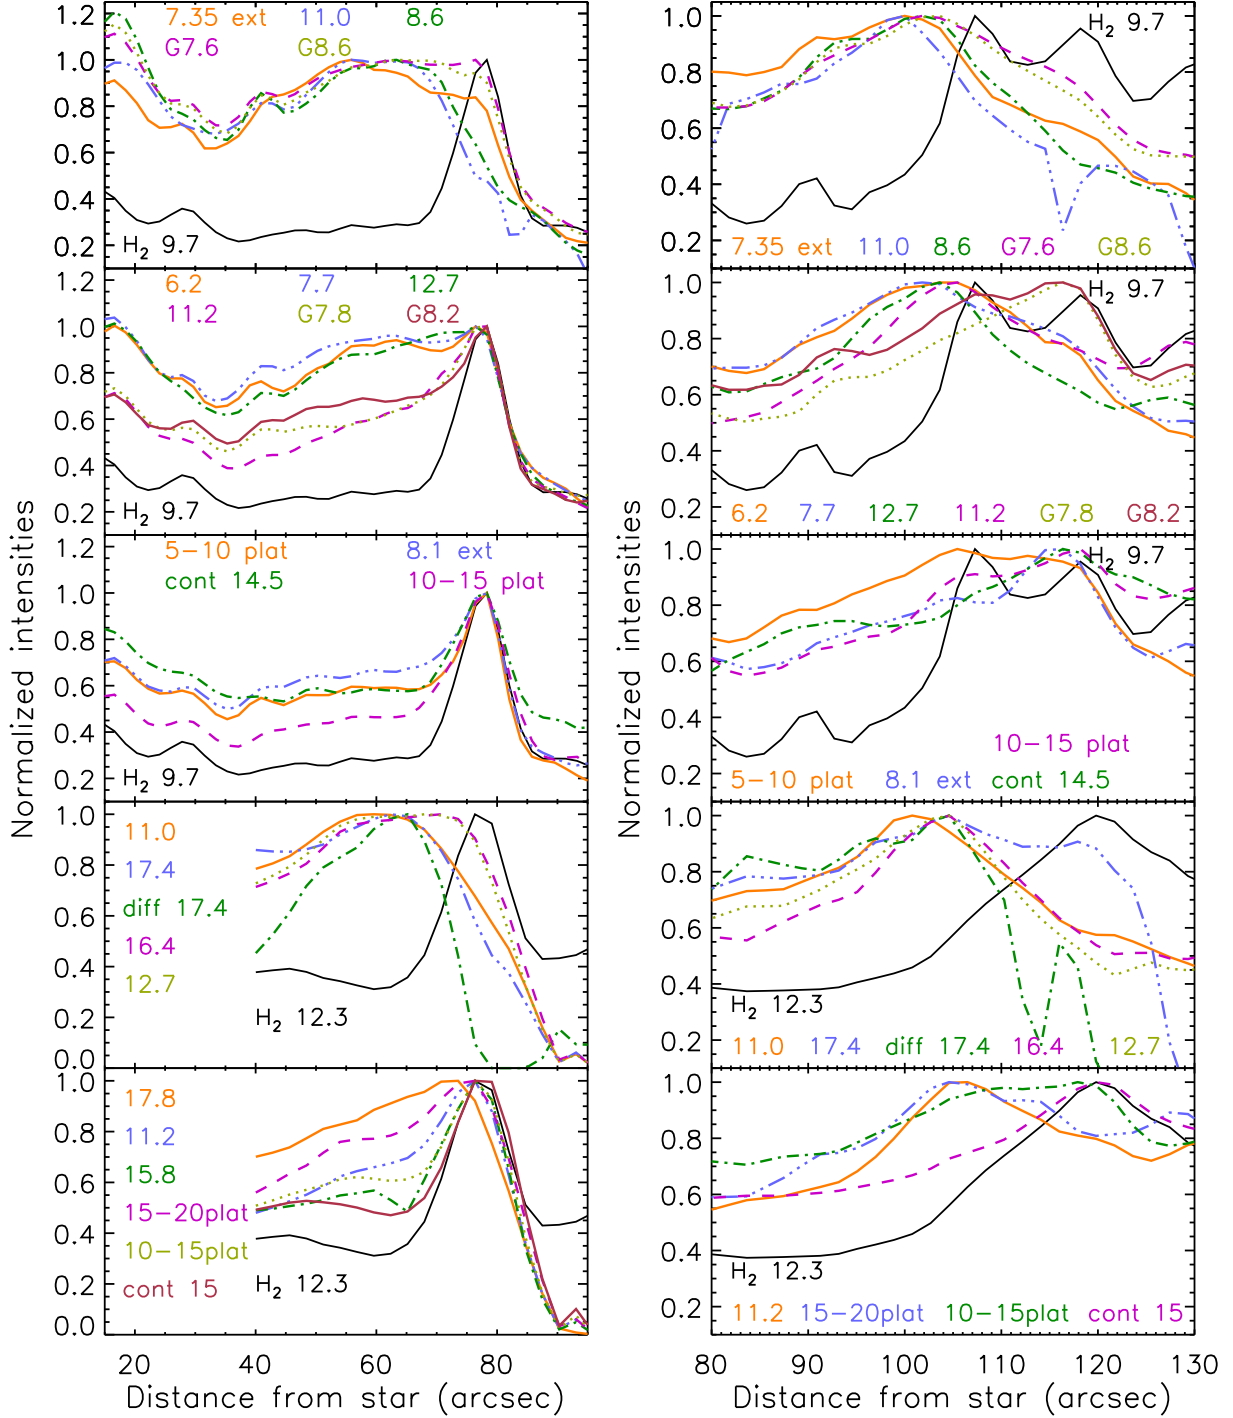 7.35 ext 11.0 8.6
G7.6 G8.6
H2 9.7
1.2
1.0
0.8
0.6
0.4
0.2
6.2 7.7 12.7
11.2 G7.8 G8.2
H2 9.7
1.2
1.0
0.8
0.6
0.4
0.2
5−10 plat 8.1 ext
cont 14.5 10−15 plat
H2 9.7
1.2
1.0
0.8
0.6
0.4
0.2
11.0
17.4
diff 17.4
16.4
12.7
H2 12.3
1.0
0.8
0.6
0.4
0.2
0.0
17.8
11.2
15.8
15−20plat
10−15plat
cont 15
H2 12.3
1.0
0.8
0.6
0.4
0.2
0.0
20 40 60 80
Distance from star (arcsec)
Normalized intensities
H2 9.7
7.35 ext 11.0 8.6 G7.6 G8.6
1.0
0.8
0.6
0.4
0.2
H2 9.7
6.2 7.7 12.7 11.2 G7.8 G8.2
1.0
0.8
0.6
0.4
0.2
H2 9.7
10−15 plat
5−10 plat 8.1 ext cont 14.5
1.0
0.8
0.6
0.4
0.2
H2 12.3
11.0 17.4 diff 17.4 16.4 12.7
1.0
0.8
0.6
0.4
0.2
H2 12.3
11.2 15−20plat 10−15plat cont 15
1.0
0.8
0.6
0.4
0.2
80 90 100 110 120 130
Distance from star (arcsec)
Normalized intensities